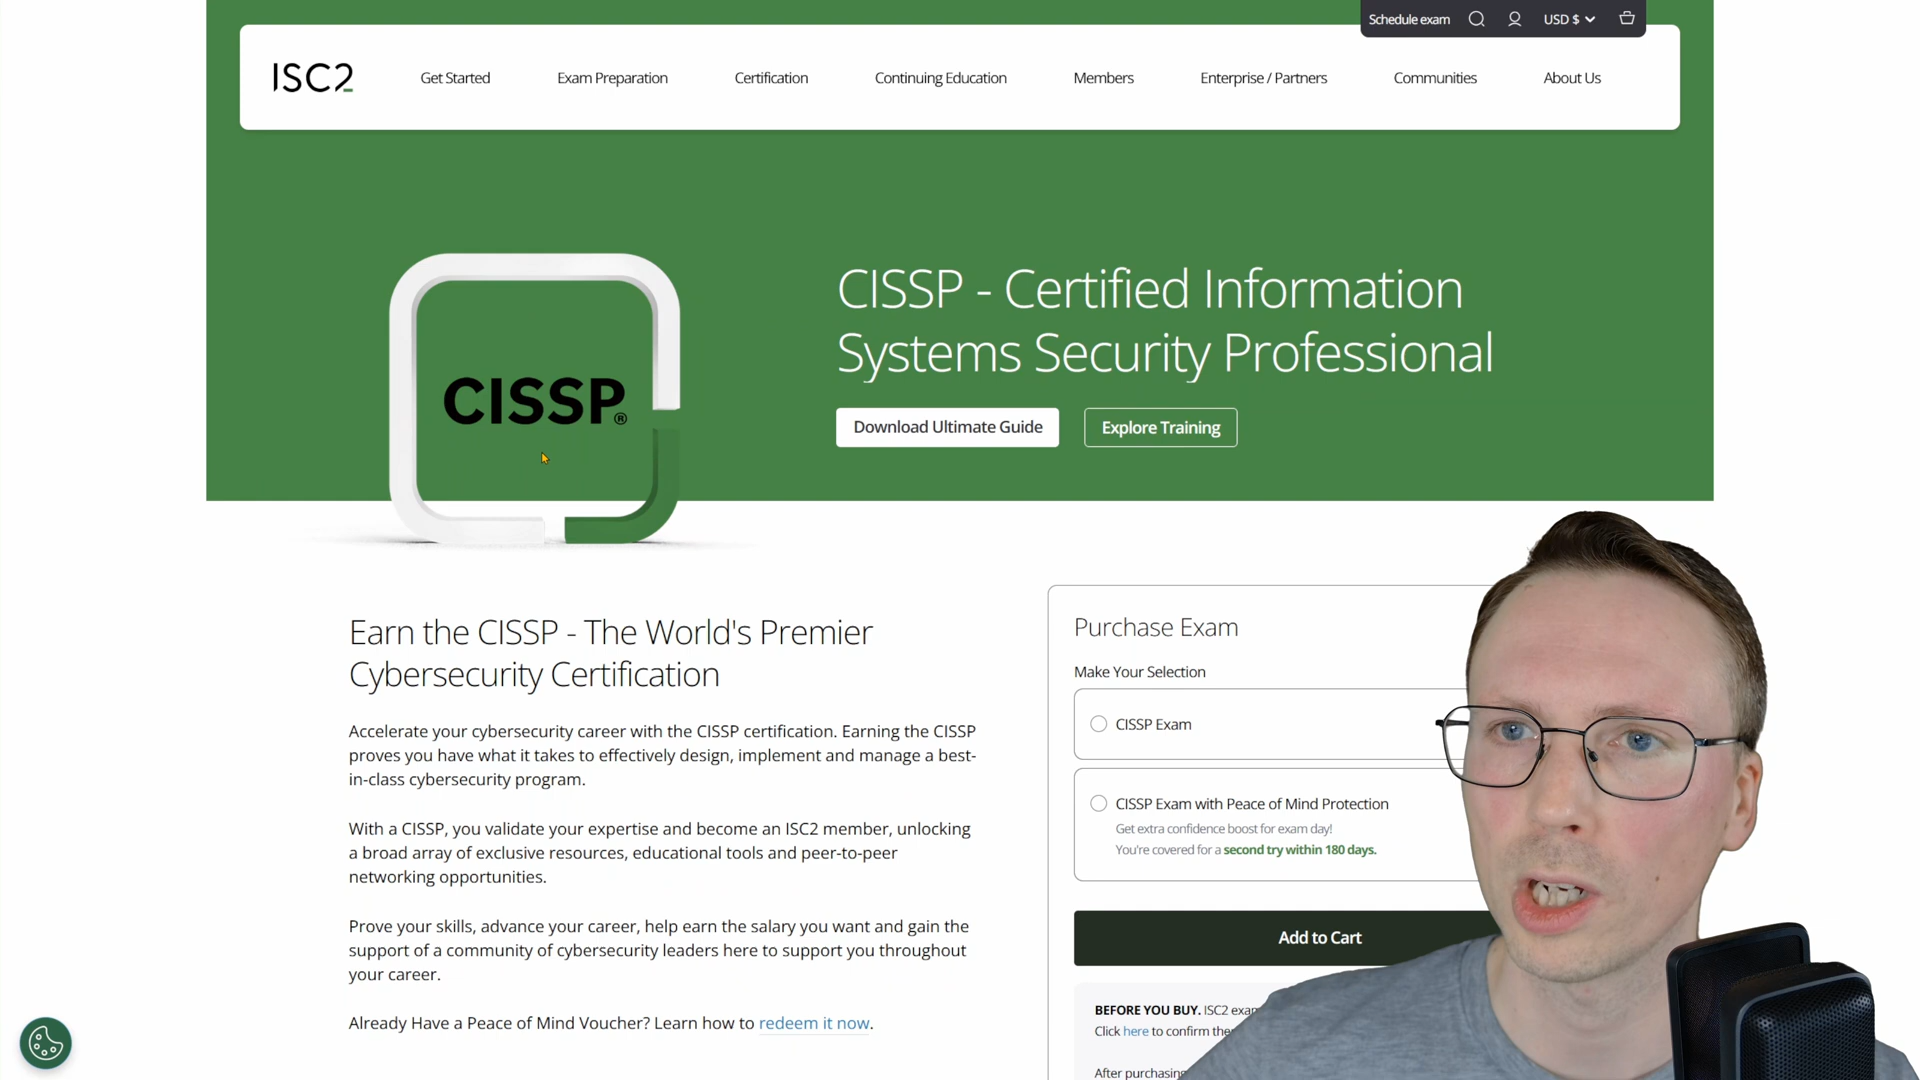 Schedule exam
USD $
ISC2
Get Started
Exam Preparation
Certification
Continuing Education
Members
Enterprise / Partners
Communities
About Us
CISSP®
CISSP - Certified Information
Systems Security Professional
Download Ultimate Guide
Explore Training
Earn the CISSP - The World's Premier
Cybersecurity Certification
Accelerate your cybersecurity career with the CISSP certification. Earning the CISSP
proves you have what it takes to effectively design, implement and manage a best-
in-class cybersecurity program.
With a CISSP, you validate your expertise and become an ISC2 member, unlocking
a broad array of exclusive resources, educational tools and peer-to-peer
networking opportunities.
Prove your skills, advance your career, help earn the salary you want and gain the
support of a community of cybersecurity leaders here to support you throughout
your career.
Already Have a Peace of Mind Voucher? Learn how to redeem it now.
Purchase Exam
Make Your Selection
CISSP Exam
CISSP Exam with Peace of Mind Protection
Get extra confidence boost for exam day!
You're covered for a second try within 180 days.
Add to Cart
BEFORE YOU BUY. ISC2
Click here to confirm
After